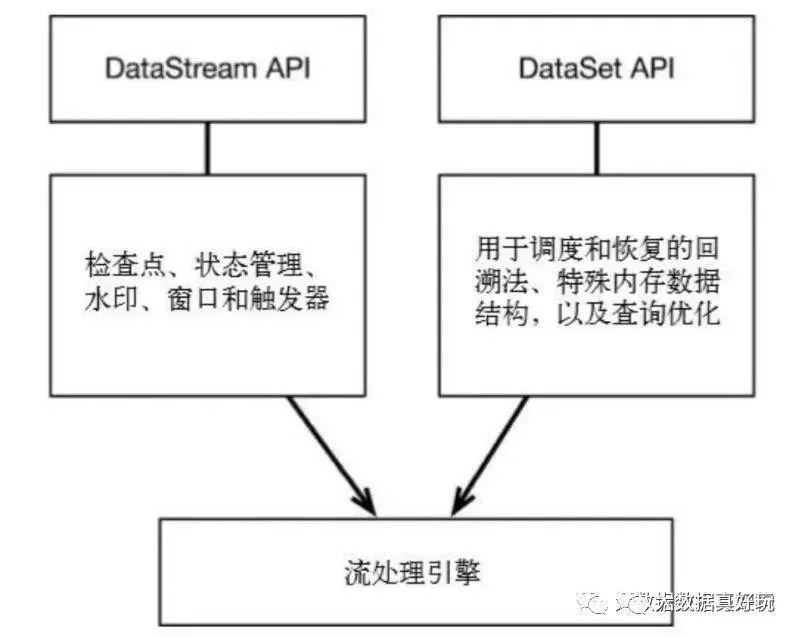 DataStream API
DataSet API
检查点、状态管理、
水印、窗口和触发器
用于调度和恢复的回
溯法、特殊内存数据
结构，以及查询优化
流处理引擎
数据数据真好玩